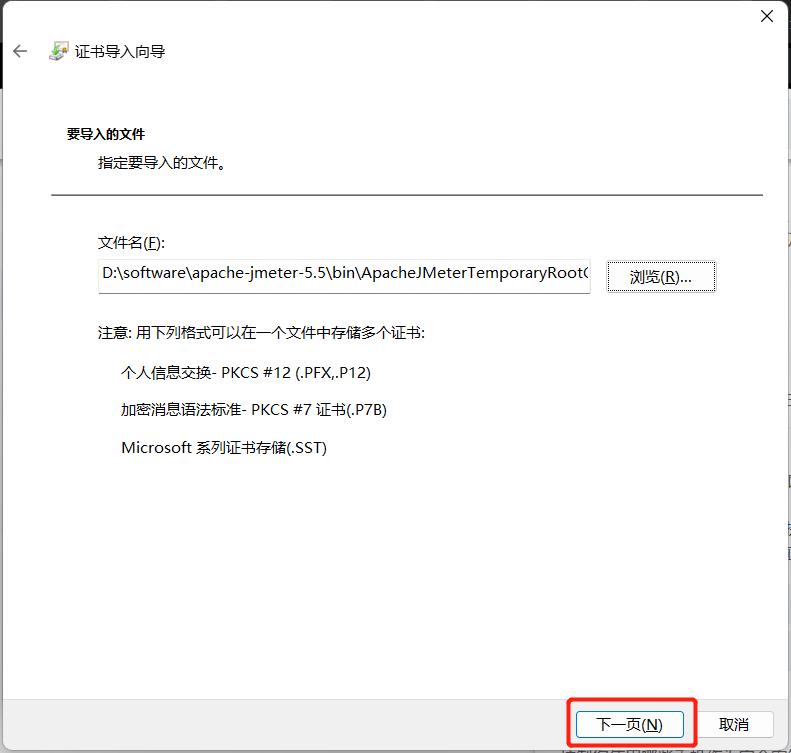 证书导入向导
要导入的文件
指定要导入的文件。
文件名(F):
D:\software\apache-jmeter-5.5\bin\ApacheJMeterTemporaryRoot
浏览(R)...
注意: 用下列格式可以在一个文件中存储多个证书:
个人信息交换- PKCS #12 (.PFX,.P12)
加密消息语法标准- PKCS #7 证书(.P7B)
Microsoft 系列证书存储(.SST)
下一页(N)
取消